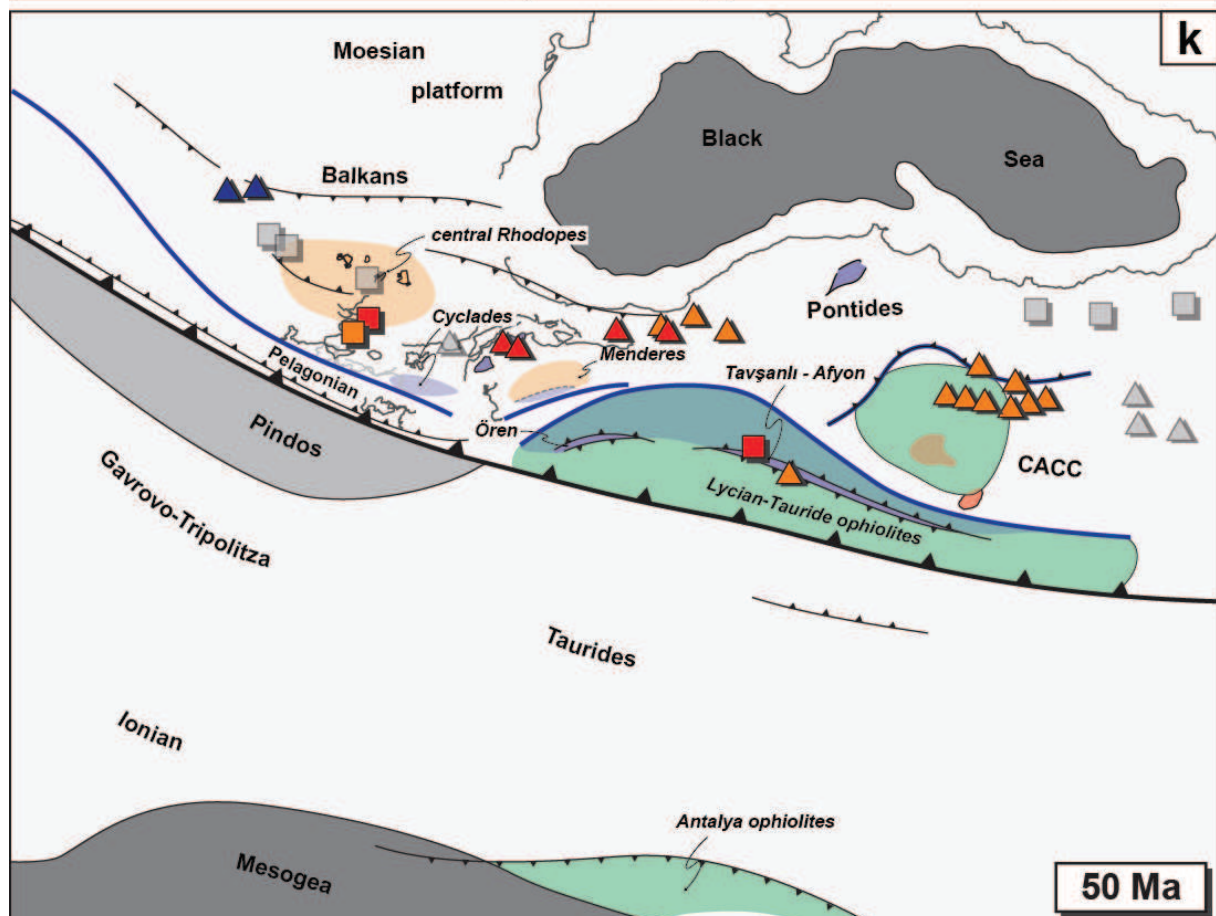 k
Moesian
platform
Black
Sea
Balkans
central Rhodopes
Pontides
Cyclades
Menderes
Pelagonian
Tavşanlı - Afyon
Pindos
Ören
CACC
Gavrovo-Tripolitza
Lycian-Tauride ophiolites
Taurides
Ionian
Antalya ophiolites
Mesogea
50 Ma